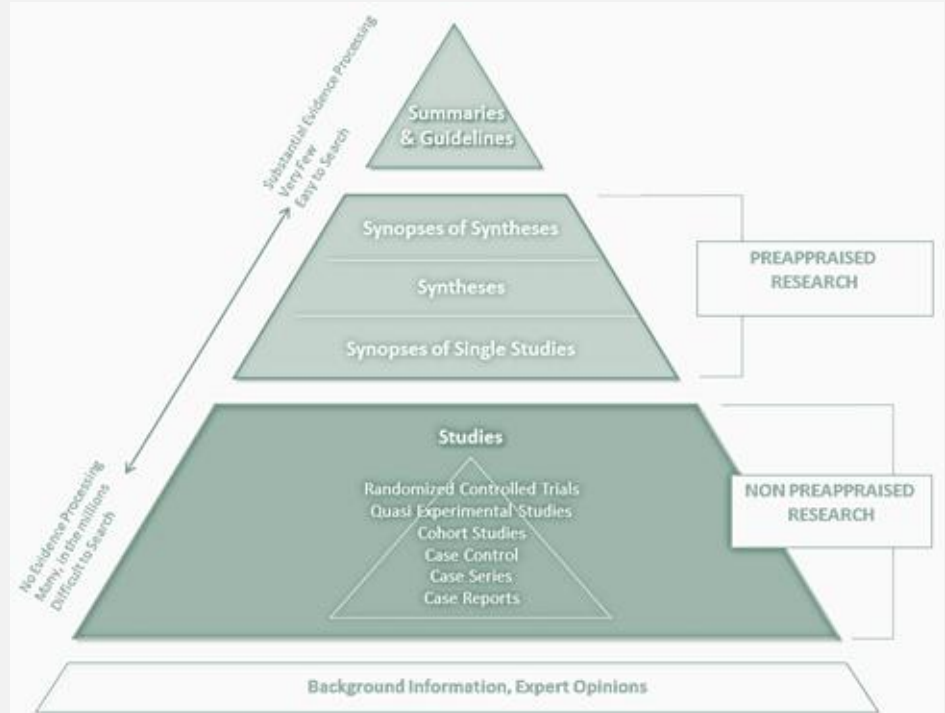 Substantial Evidence Processing
Very Few
Easy to Search
Summaries
& Guidelines
Synopses of Syntheses
Syntheses
Synopses of Single Studies
PREAPPRAISED
RESEARCH
Studies
Randomized Controlled Trials
Quasi Experimental Studies
Cohort Studies
Case Control
Case Series
Case Reports
NON PREAPPRAISED
RESEARCH
No Evidence Processing
Many, in the millions
Difficult to Search
Background Information, Expert Opinions